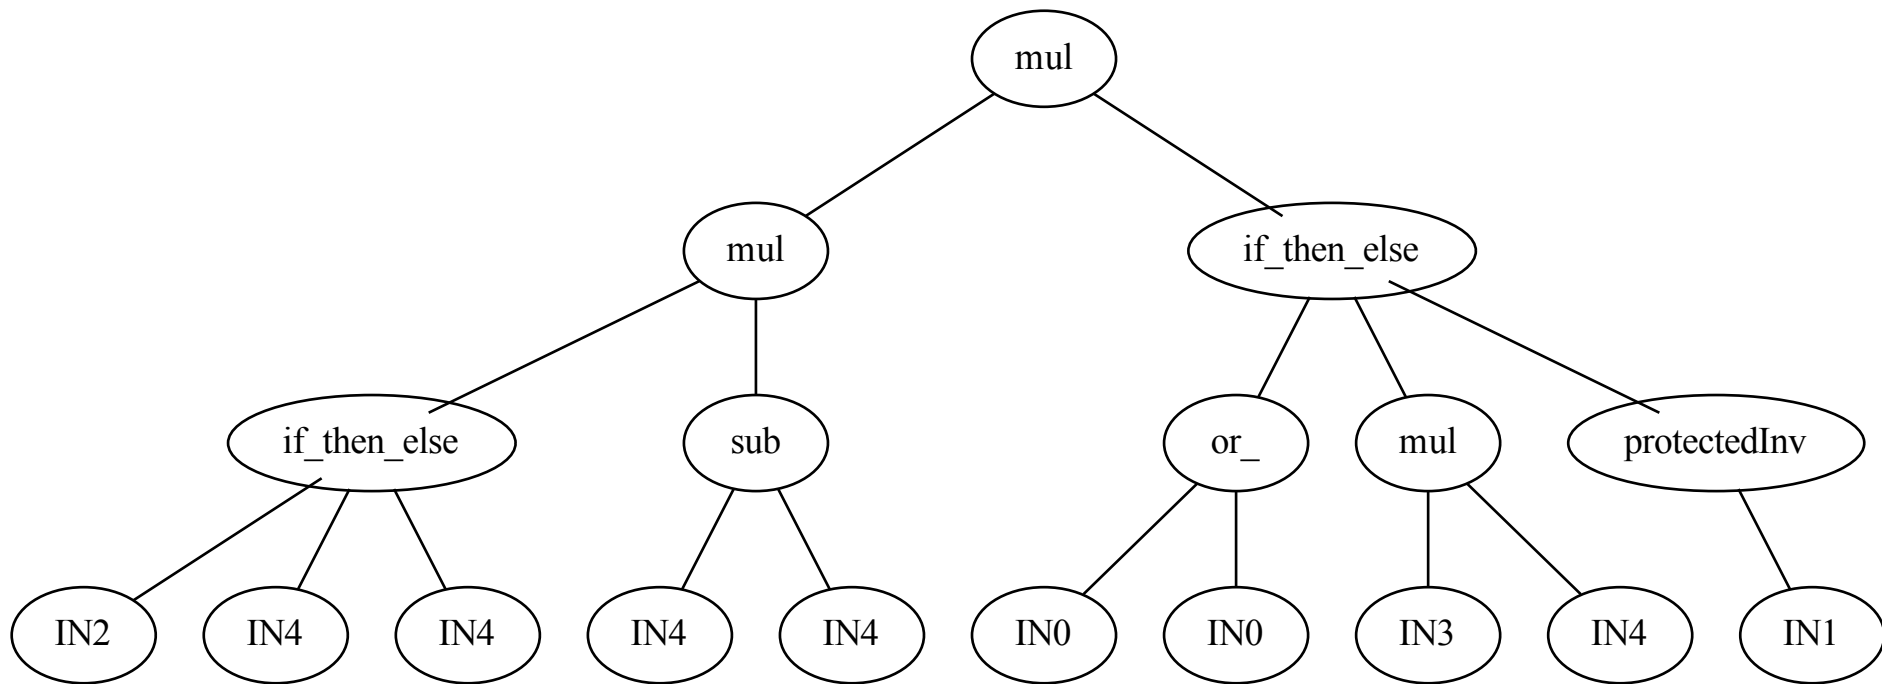 mul
mul
if_then_else
if_then_else
sub
or_
mul
protectedInv
IN2
IN4
IN4
IN4
IN4
IN0
IN0
IN3
IN4
IN1